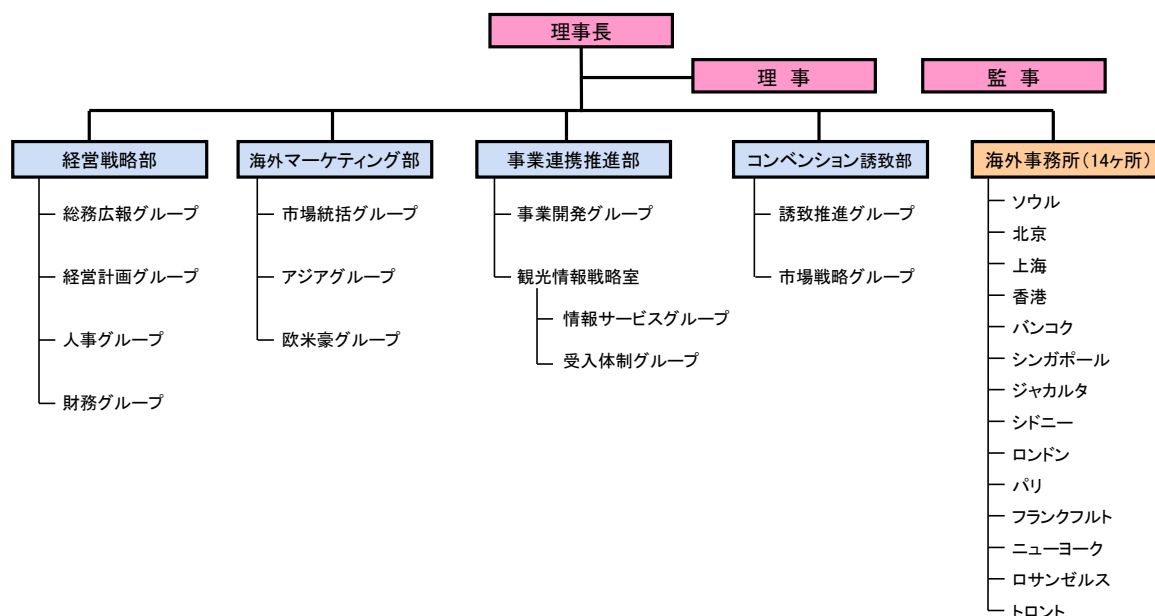 理事長
理 事
監 事
経営戦略部
総務広報グループ
経営計画グループ
人事グループ
財務グループ
海外マーケティング部
市場統括グループ
アジアグループ
欧米豪グループ
事業連携推進部
事業開発グループ
観光情報戦略室
情報サービスグループ
受入体制グループ
コンベンション誘致部
誘致推進グループ
市場戦略グループ
海外事務所(14ヶ所)
ソウル
北京
上海
香港
バンコク
シンガポール
ジャカルタ
シドニー
ロンドン
パリ
フランクフルト
ニューヨーク
ロサンゼルス
トロント